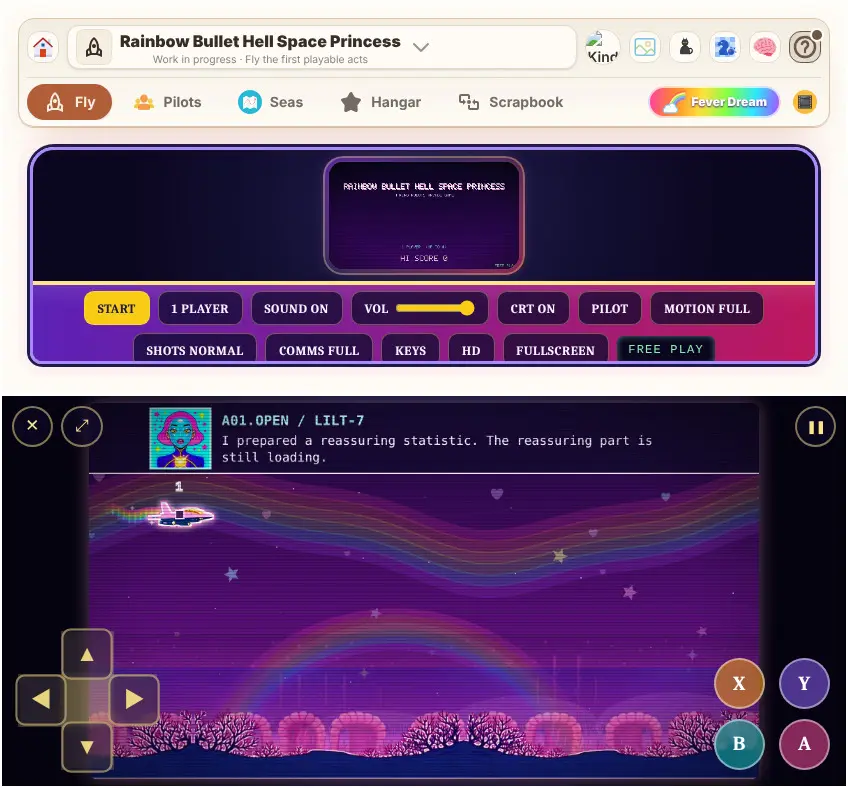 Rainbow Bullet Hell Space Princess
Work in progress · Fly the first playable acts
Kind
Fly
Pilots
Seas
Hangar
Scrapbook
Fever Dream
RAINBOW BULLET HELL SPACE PRINCESS
HI SCORE 0
FREE PLAY
START
1 PLAYER
SOUND ON
VOL
CRT ON
PILOT
MOTION FULL
SHOTS NORMAL
COMMS FULL
KEYS
HD
FULLSCREEN
FREE PLAY
A01.OPEN / LILT-7
I prepared a reassuring statistic. The reassuring part is
still loading.
1
X
Y
B
A